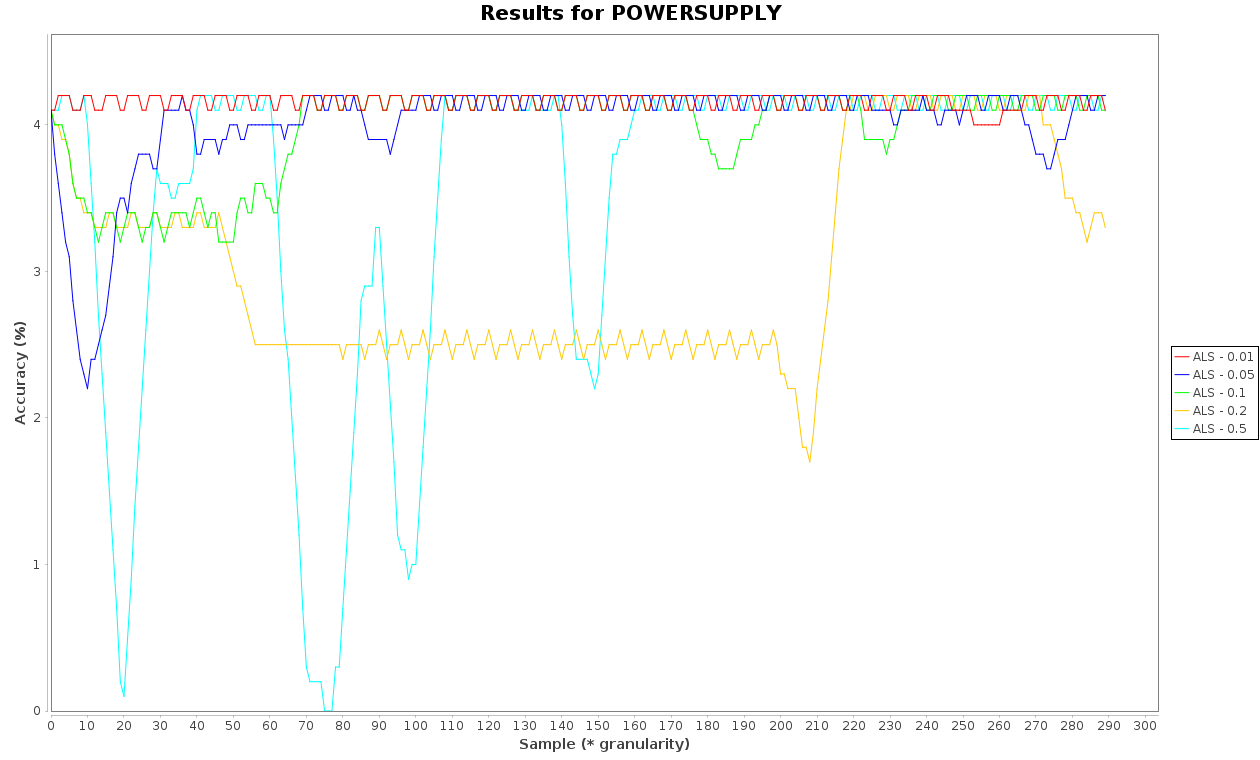 Results for POWERSUPPLY
Accuracy (%)
4
3
2
1
0
0 10 20 30 40 50 60 70 80 90 100 110 120 130 140 150 160 170 180 190 200 210 220 230 240 250 260 270 280 290 300
Sample (* granularity)
ALS - 0.01
ALS - 0.05
ALS - 0.1
ALS - 0.2
ALS - 0.5